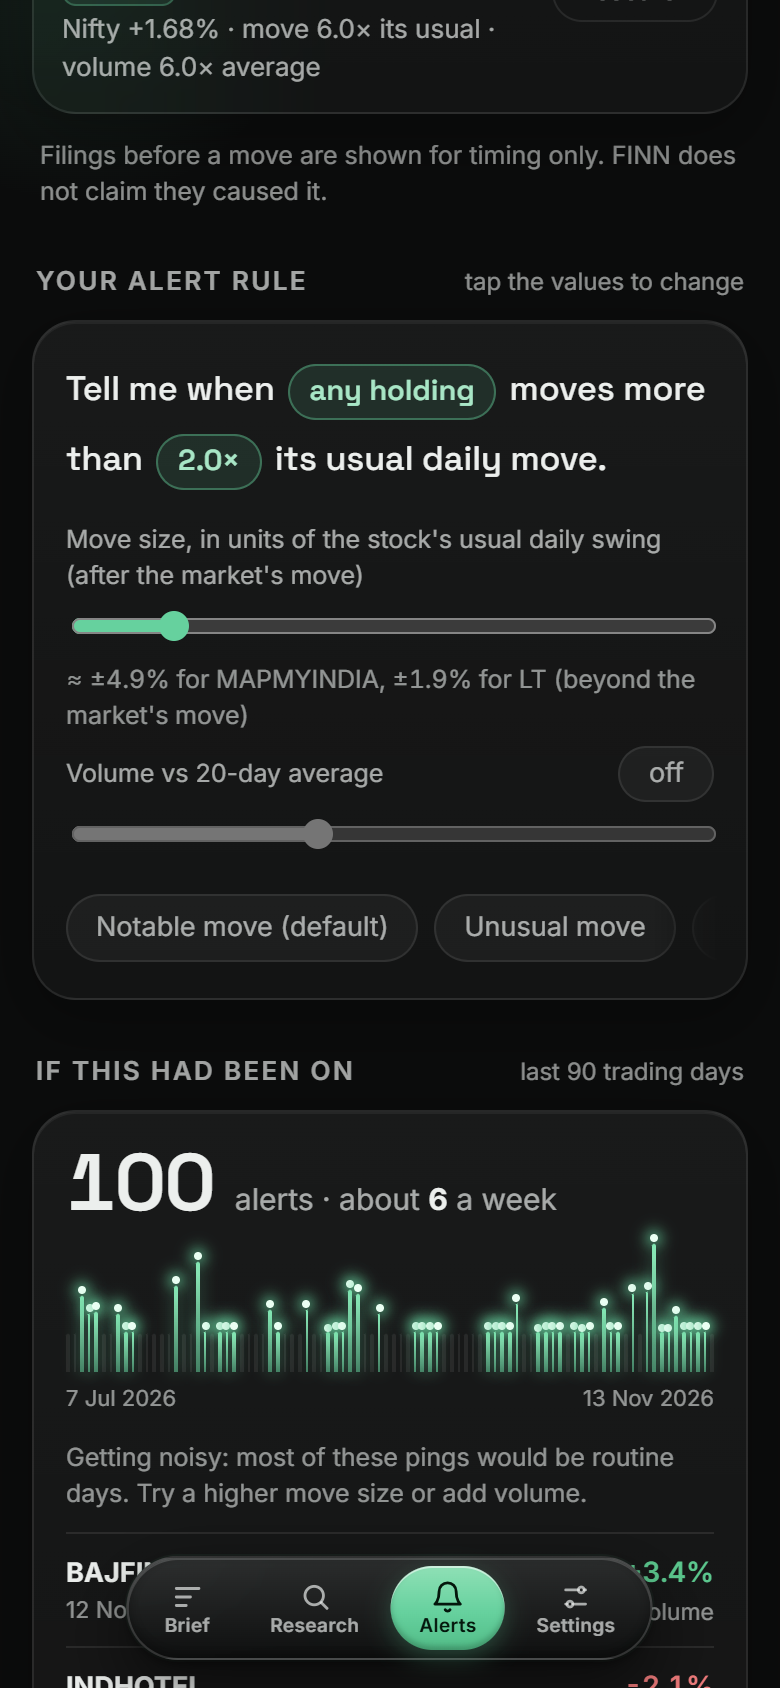 Nifty +1.68% · move 6.0× its usual ·
volume 6.0× average
Filings before a move are shown for timing only. FINN does
not claim they caused it.
YOUR ALERT RULE
tap the values to change
Tell me when any holding moves more
than 2.0× its usual daily move.
Move size, in units of the stock's usual daily swing
(after the market's move)
≈ ±4.9% for MAPMYINDIA, ±1.9% for LT (beyond the
market's move)
Volume vs 20-day average
off
Notable move (default)
Unusual move
IF THIS HAD BEEN ON
last 90 trading days
100 alerts · about 6 a week
7 Jul 2026
13 Nov 2026
Getting noisy: most of these pings would be routine
days. Try a higher move size or add volume.
3.4%
12
Brief
Research
Alerts
Settings
INDHOTEL
-2.1%